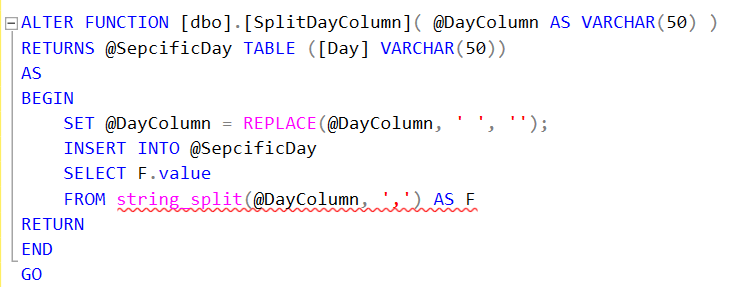 ALTER FUNCTION [dbo].[SplitDayColumn]( @DayColumn AS VARCHAR(50) )
RETURNS @SepcificDay TABLE ([Day] VARCHAR(50))
AS
BEGIN
    SET @DayColumn = REPLACE(@DayColumn, ' ', '');
    INSERT INTO @SepcificDay
    SELECT F.value
    FROM string_split(@DayColumn, ',') AS F
RETURN
END
GO